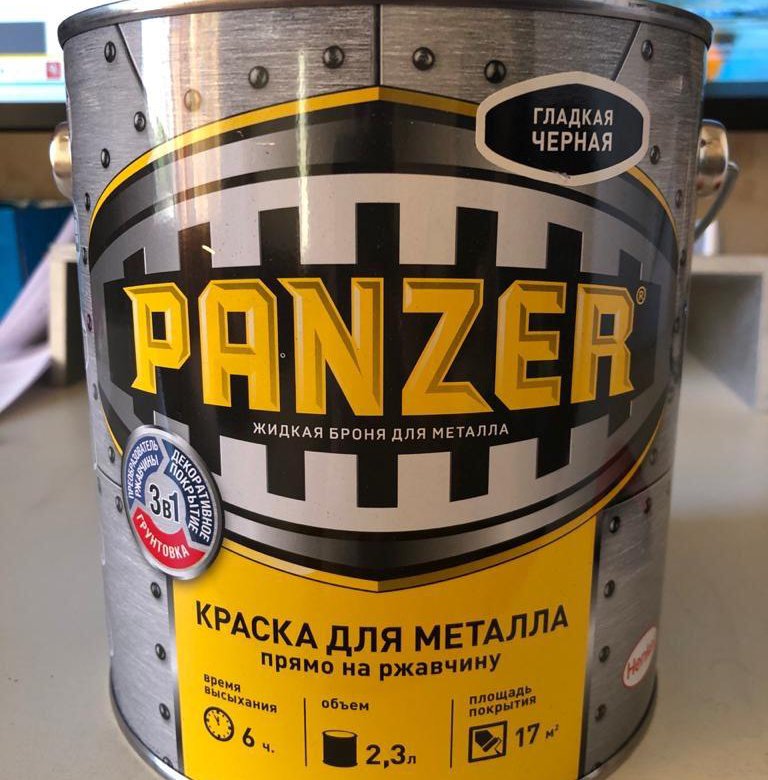 ГЛАДКАЯ
ЧЕРНАЯ
PANZER®
ЖИДКАЯ БРОНЯ ДЛЯ МЕТАЛЛА
ПРЕОБРАЗОВАТЕЛЬ
РЖАВЧИНЫ
ДЕКОРАТИВНОЕ
ПОКРЫТИЕ
3в1
ГРУНТОВКА
КРАСКА ДЛЯ МЕТАЛЛА
прямо на ржавчину
время
высыхания
6 ч.
объем
2,3л
площадь
покрытия
17 м²
Henkel